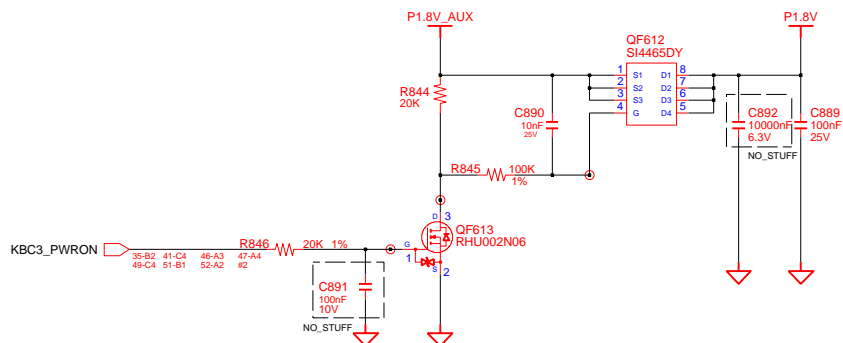 P1.8V_AUX
P1.8V
QF612
SI4465DY
1 S1 D1 8
2 S2 D2 7
3 S3 D3 6
4 G D4 5
R844
20K
C890
10nF
25V
C892
10000nF
6.3V
NO_STUFF
C889
100nF
25V
R845 100K
1%
D 3
QF613
RHU002N06
G
1
S
2
KBC3_PWRON
R846 20K 1%
35-B2 41-C4 46-A3 47-A4
49-C4 51-B1 52-A2 #2
C891
100nF
10V
NO_STUFF